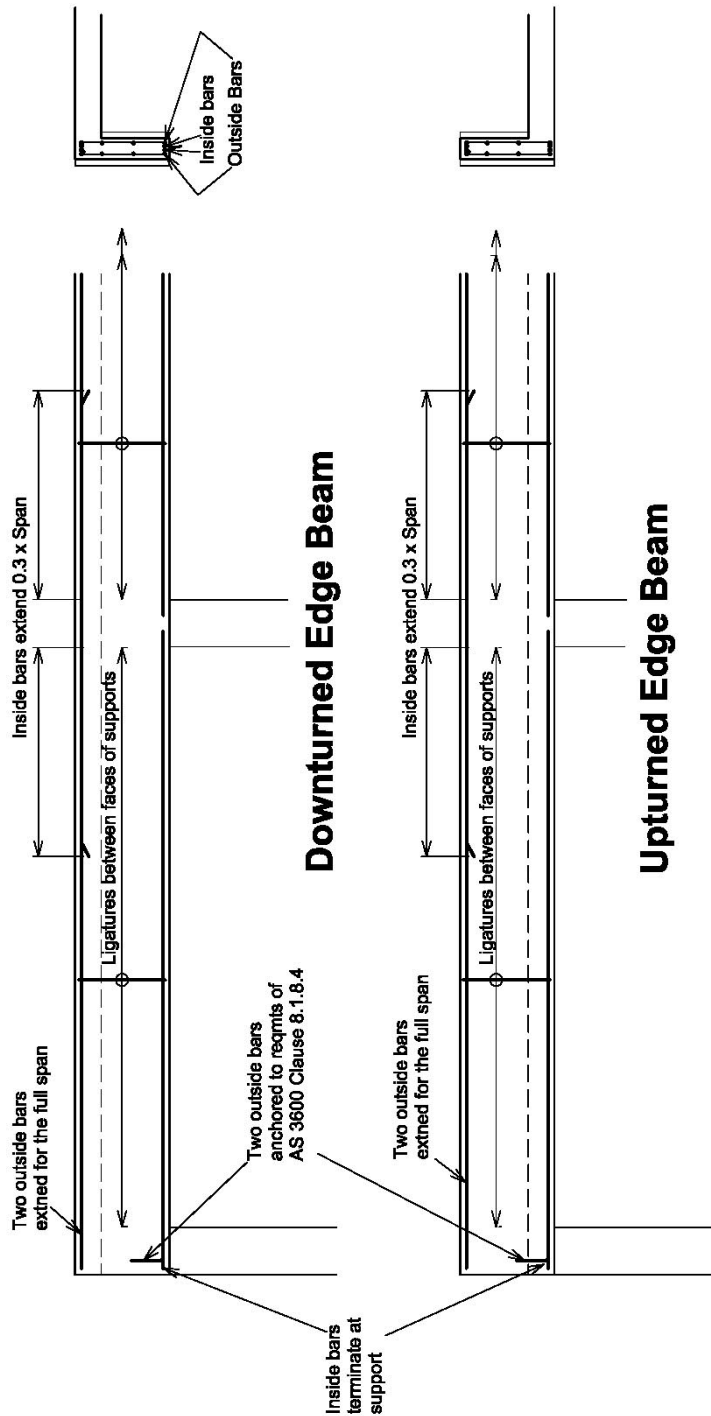 Two outside bars
extned for the full span
Inside bars extend 0.3 x Span
Ligatures between faces of supports
Inside bars
Outside Bars
Two outside bars
anchored to reqmts of
AS 3600 Clause 8.1.8.4
Downturned Edge Beam
Inside bars
terminate at
support
Two outside bars
extned for the full span
Inside bars extend 0.3 x Span
Ligatures between faces of supports
Upturned Edge Beam